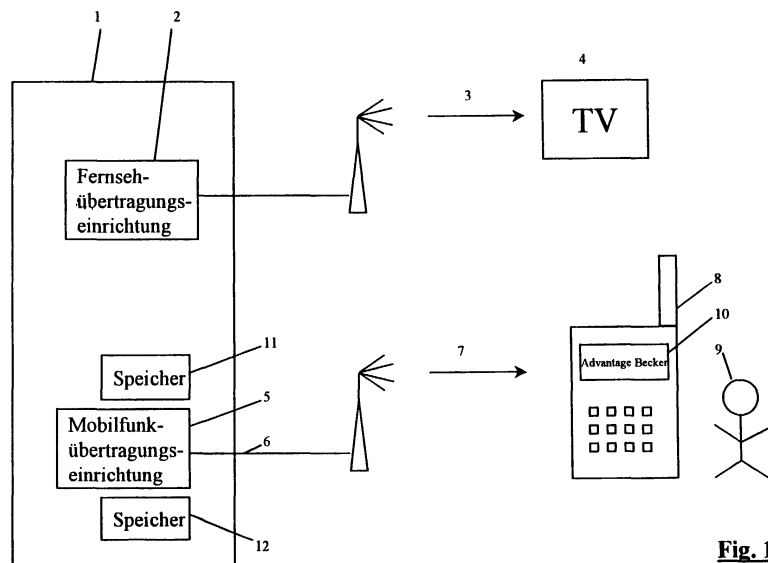 1
2
3
4
TV
Fernseh-
übertragungs-
einrichtung
8
10
7
9
Advantage Becker
11
Speicher
5
Mobilfunk-
übertragungs-
einrichtung
6
Speicher
12
Fig. 1